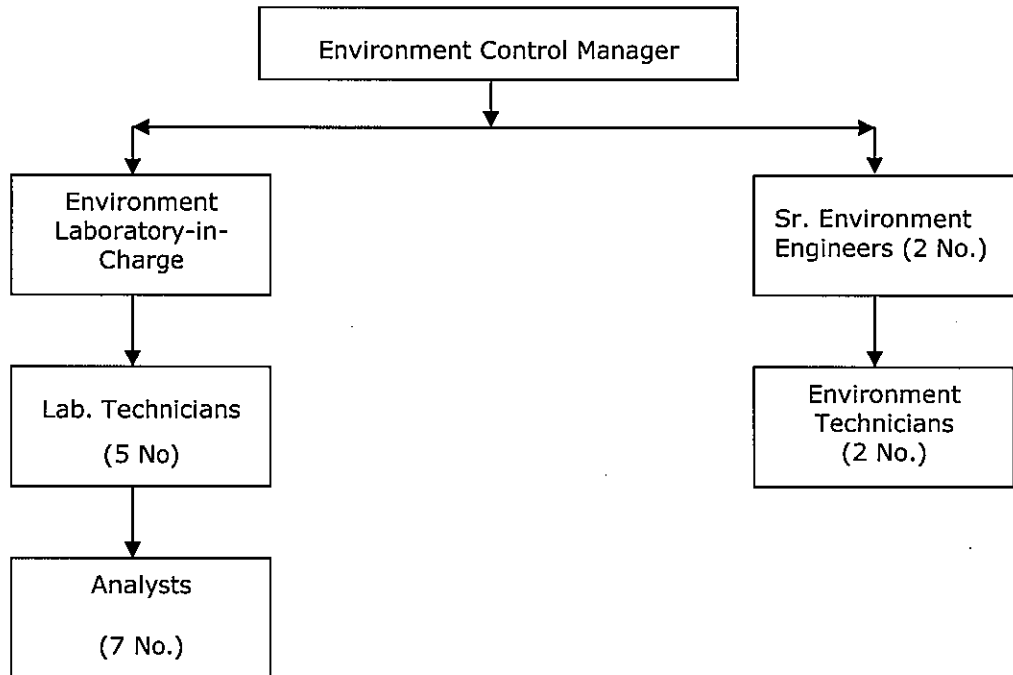 Environment Control Manager
Environment
Laboratory-in-
Charge
Sr. Environment
Engineers (2 No.)
Lab. Technicians
(5 No)
Environment
Technicians
(2 No.)
Analysts
(7 No.)